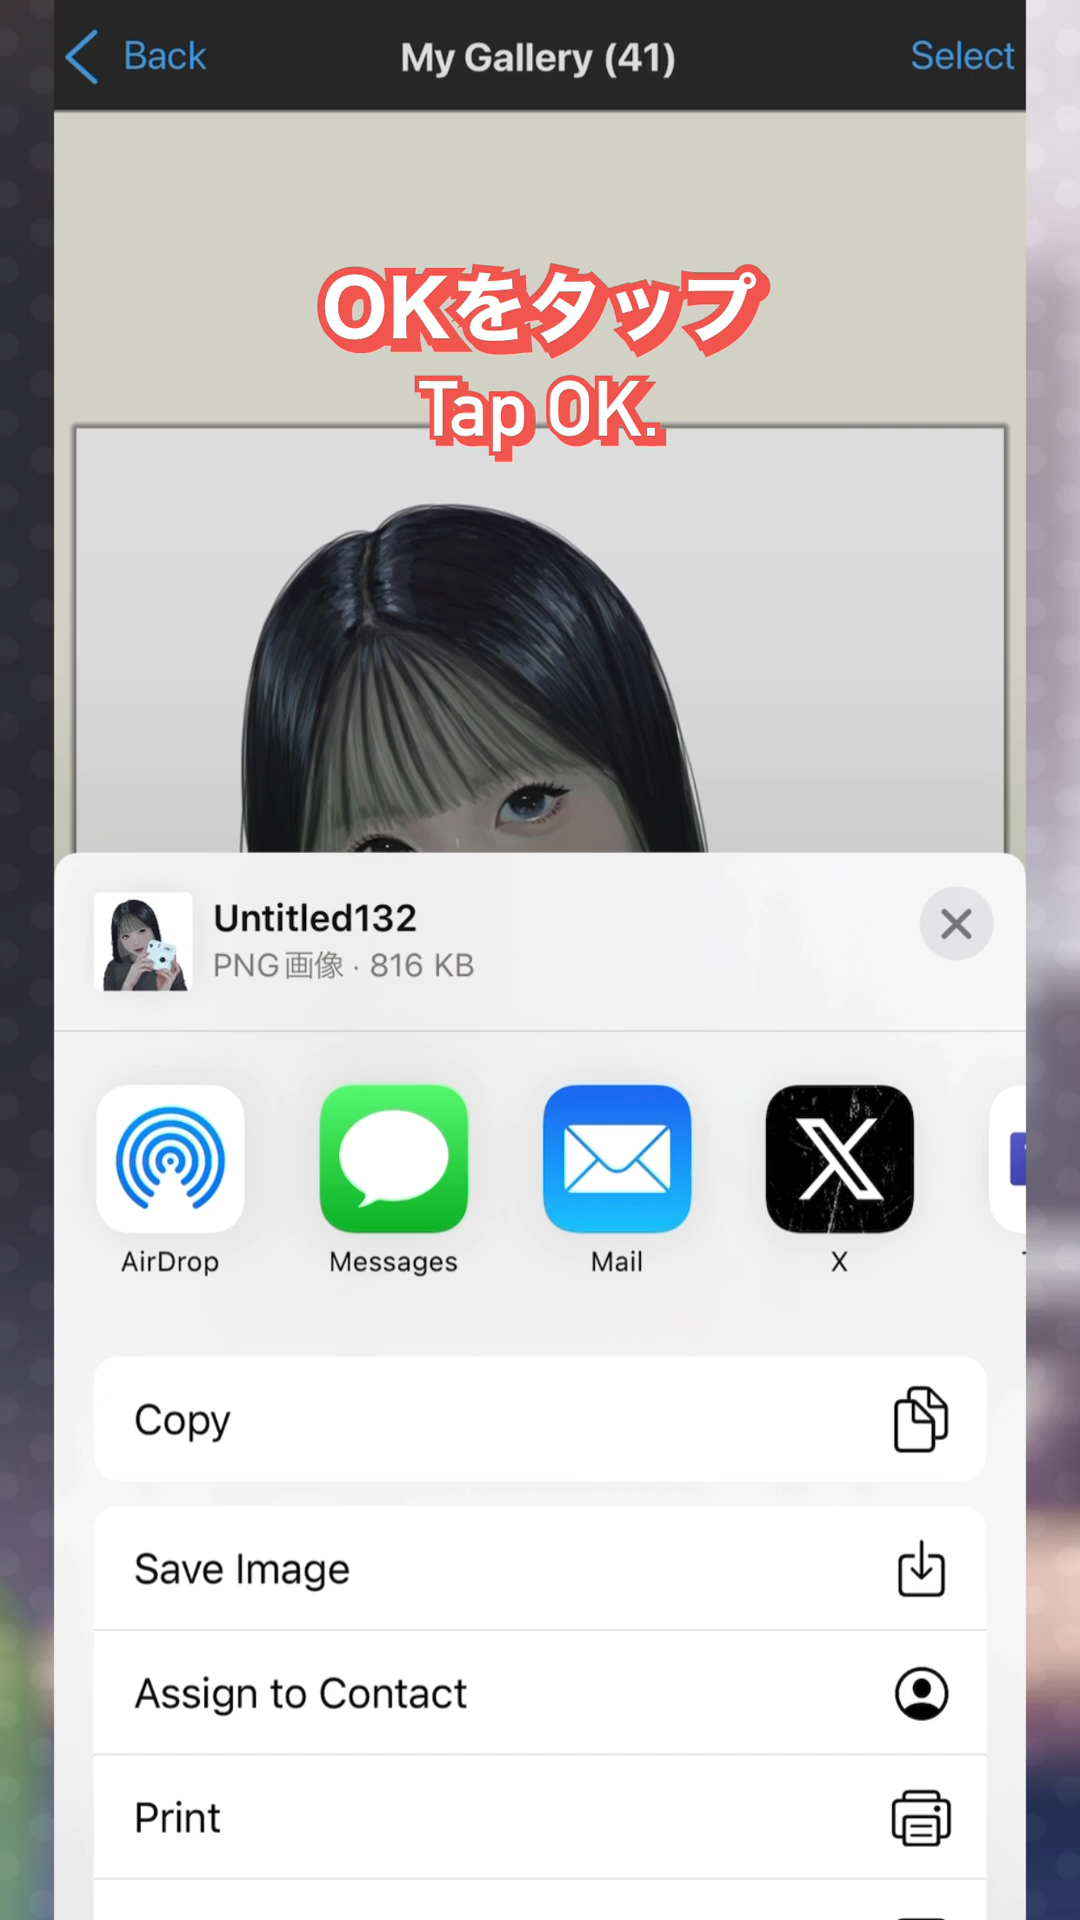 Back
My Gallery (41)
Select
OKをタップ
Tap OK.
Untitled132
PNG画像 · 816 KB
AirDrop
Messages
Mail
X
Copy
Save Image
Assign to Contact
Print